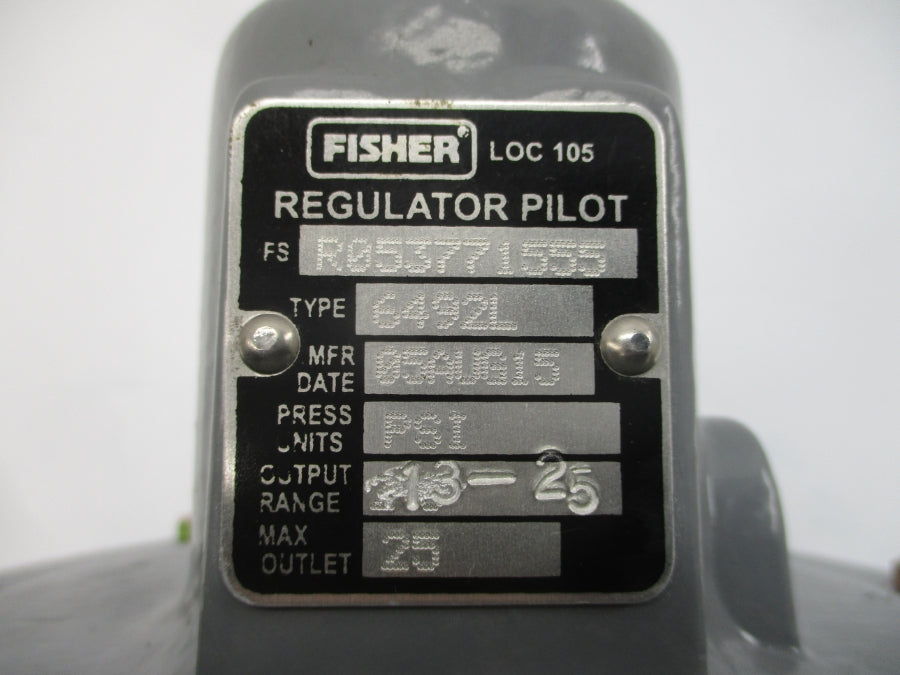 FISHER® LOC 105
REGULATOR PILOT
FS R053771555
TYPE 6492L
MFR DATE 05AUG15
PRESS UNITS PSI
OUTPUT RANGE 13-25
MAX OUTLET 25